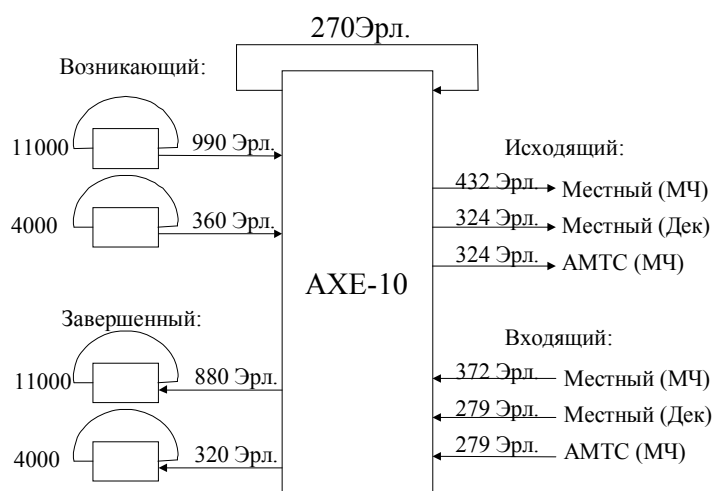 270Эрл.
Возникающий:
11000
990 Эрл.
4000
360 Эрл.
Исходящий:
432 Эрл.
Местный (МЧ)
324 Эрл.
Местный (Дек)
324 Эрл.
АМТС (МЧ)
АХЕ-10
Завершенный:
11000
880 Эрл.
4000
320 Эрл.
Входящий:
372 Эрл.
Местный (МЧ)
279 Эрл.
Местный (Дек)
279 Эрл.
АМТС (МЧ)